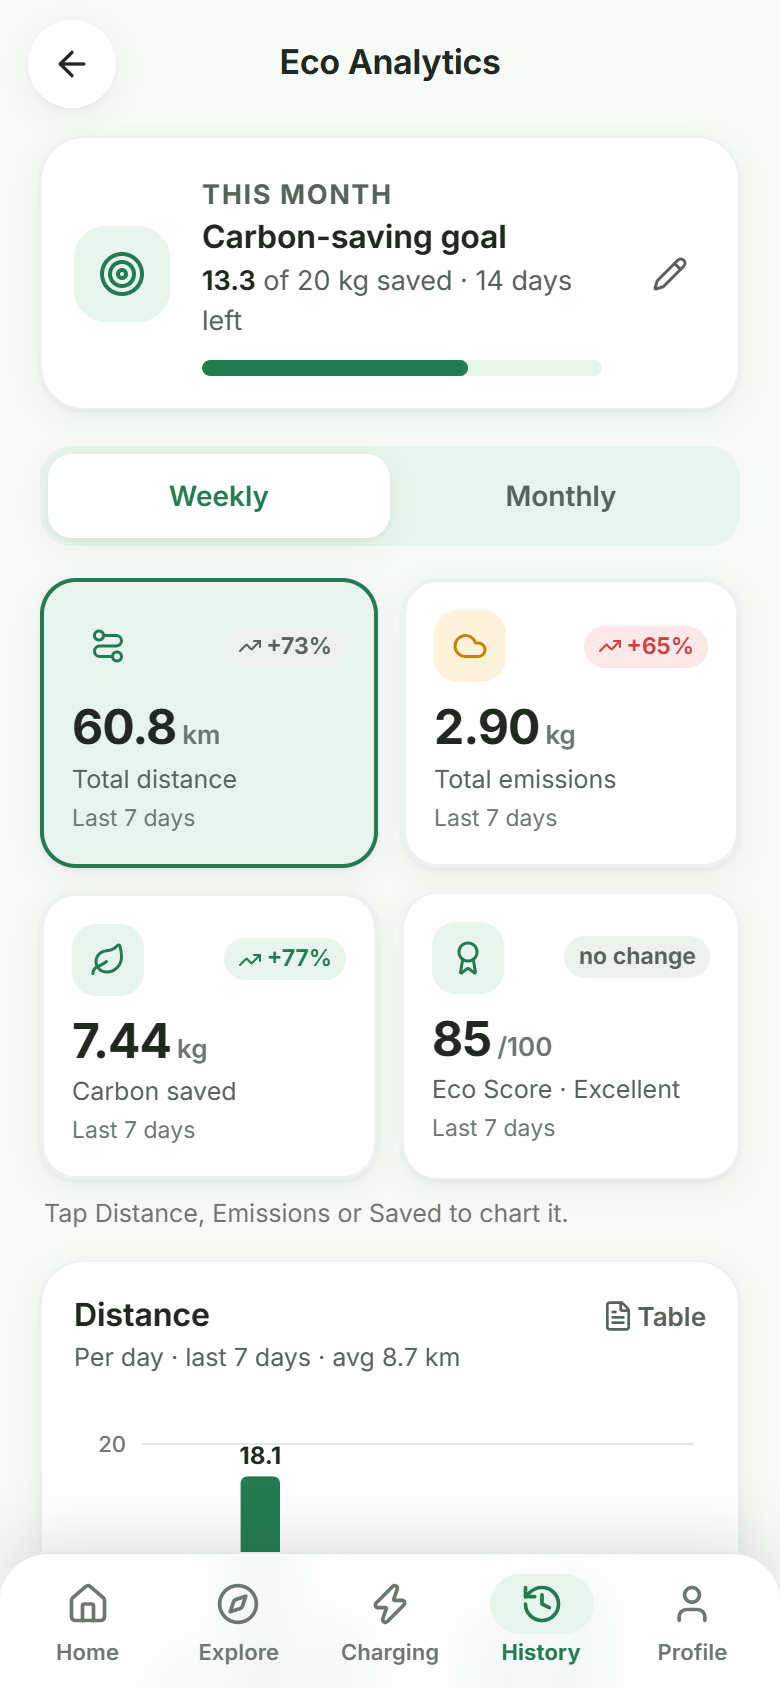 Eco Analytics
THIS MONTH
Carbon-saving goal
13.3 of 20 kg saved · 14 days
left
Weekly
Monthly
+73%
60.8 km
Total distance
Last 7 days
+65%
2.90 kg
Total emissions
Last 7 days
+77%
7.44 kg
Carbon saved
Last 7 days
no change
85 /100
Eco Score · Excellent
Last 7 days
Tap Distance, Emissions or Saved to chart it.
Distance
Table
Per day · last 7 days · avg 8.7 km
20
18.1
Home
Explore
Charging
History
Profile